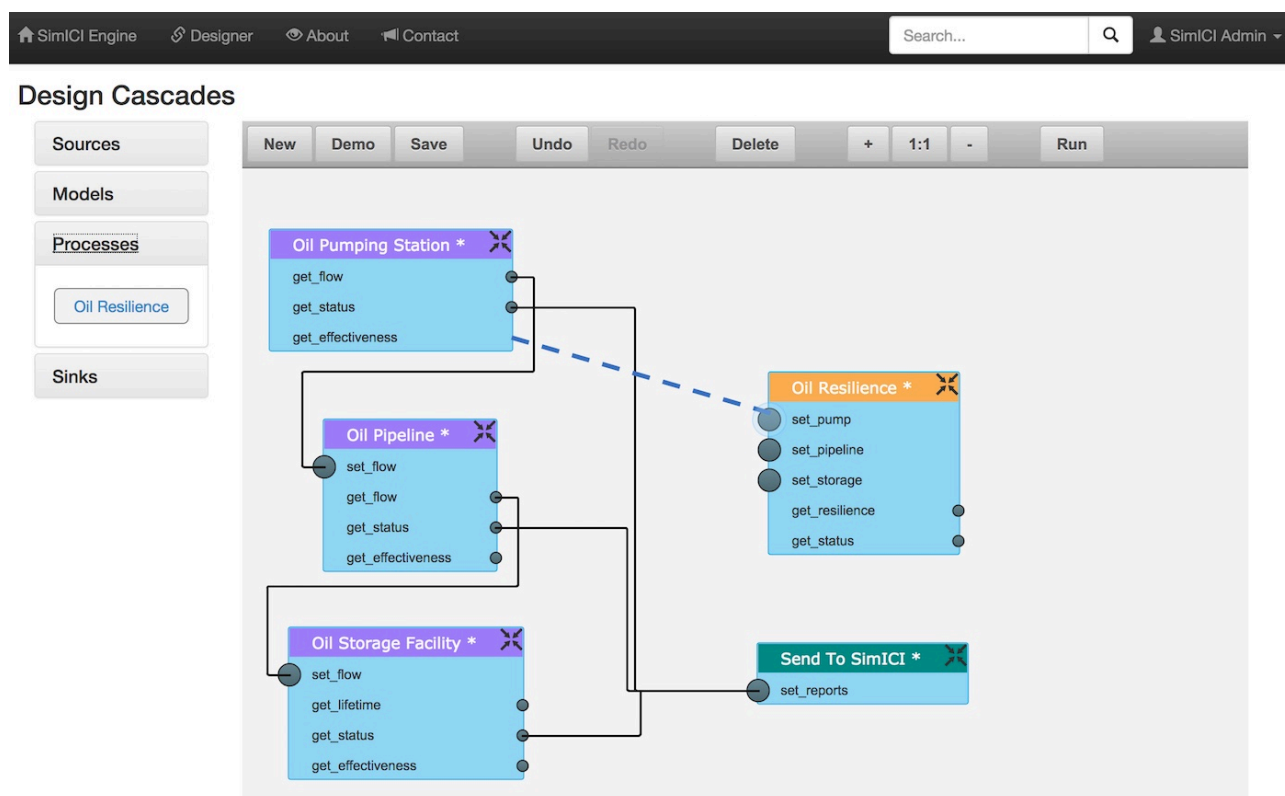 SimICI Engine Designer About Contact Search... SimICI Admin
Design Cascades
Sources
Models
Processes
Oil Resilience
Sinks
New Demo Save Undo Redo Delete + 1:1 - Run
Oil Pumping Station *
get_flow
get_status
get_effectiveness
Oil Pipeline *
set_flow
get_flow
get_status
get_effectiveness
Oil Storage Facility *
set_flow
get_lifetime
get_status
get_effectiveness
Oil Resilience *
set_pump
set_pipeline
set_storage
get_resilience
get_status
Send To SimICI *
set_reports